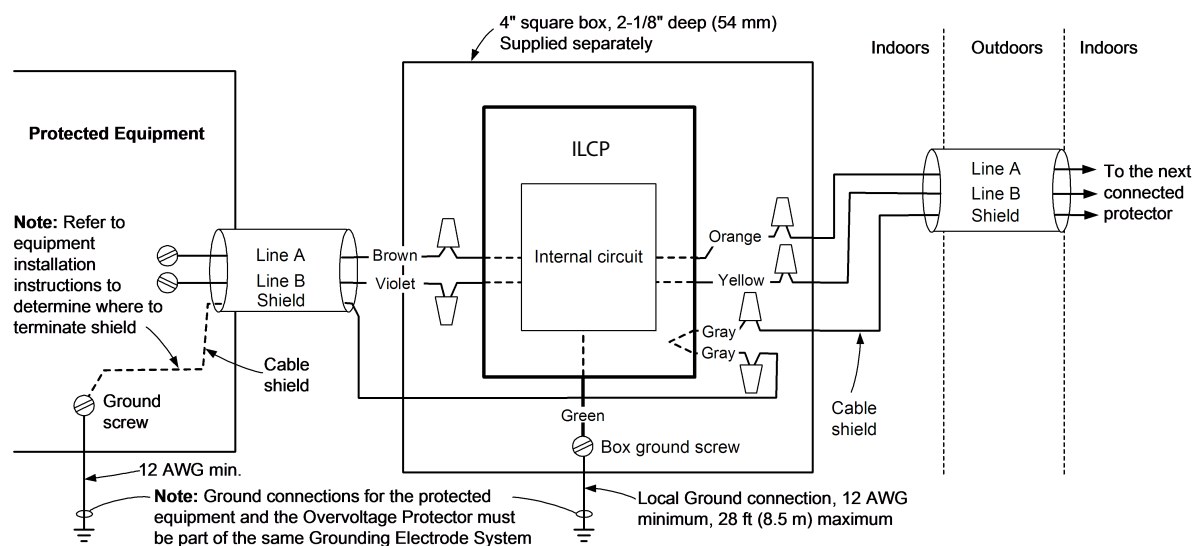 4" square box, 2-1/8" deep (54 mm)
Supplied separately
Indoors
Outdoors
Indoors
Protected Equipment
ILCP
Line A
Line B
Shield
To the next
connected
protector
Note: Refer to
equipment
installation
instructions to
determine where to
terminate shield
Line A
Line B
Shield
Brown
Violet
Internal circuit
Orange
Yellow
Gray
Gray
Cable
shield
Ground
screw
Cable
shield
Green
Box ground screw
12 AWG min.
Note: Ground connections for the protected
equipment and the Overvoltage Protector must
be part of the same Grounding Electrode System
Local Ground connection, 12 AWG
minimum, 28 ft (8.5 m) maximum